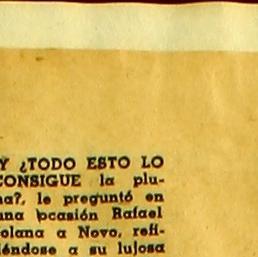 Y ¿TODO ESTO LO
CONSIGUE la plu-
ma?, le preguntó en
una ocasión Rafael
Solana a Novo, refi-
riéndose a su lujosa